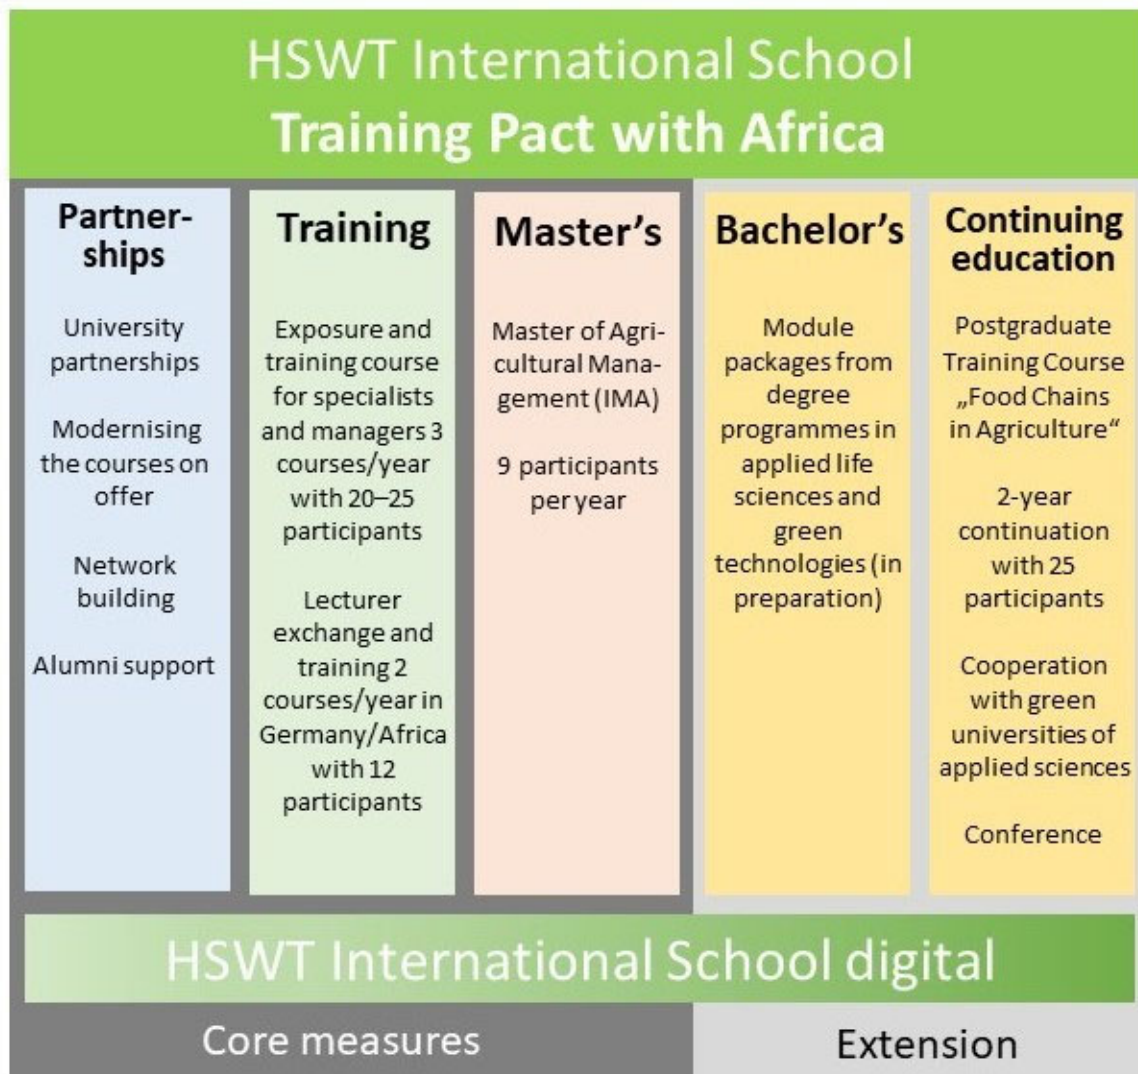 HSWT International School
Training Pact with Africa
Partner-
ships
University
partnerships
Modernising
the courses on
offer
Network
building
Alumni support
Training
Exposure and
training course
for specialists
and managers 3
courses/year
with 20–25
participants
Lecturer
exchange and
training 2
courses/year in
Germany/Africa
with 12
participants
Master's
Master of Agri-
cultural Mana-
gement (IMA)
9 participants
per year
Bachelor's
Module
packages from
degree
programmes in
applied life
sciences and
green
technologies (in
preparation)
Continuing
education
Postgraduate
Training Course
„Food Chains
in Agriculture“
2-year
continuation
with 25
participants
Cooperation
with green
universities of
applied sciences
Conference
HSWT International School digital
Core measures
Extension